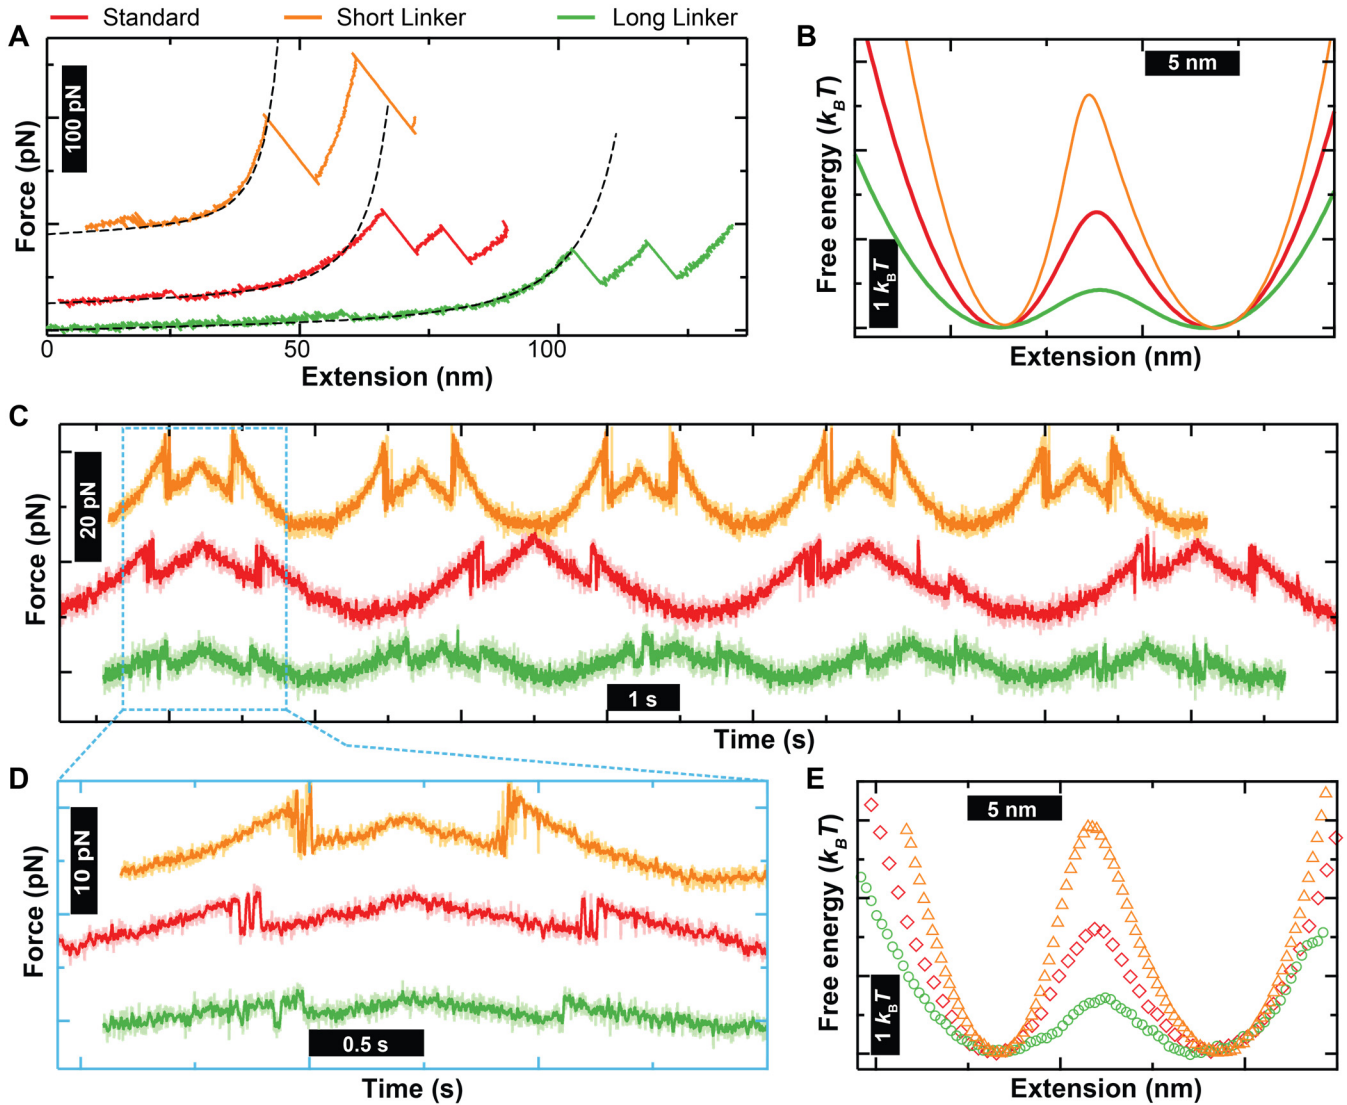 Standard Short Linker Long Linker
A
100 pN
Force (pN)
0 50 100
Extension (nm)
B
5 nm
1 kBT
Free energy (kBT)
Extension (nm)
C
20 pN
Force (pN)
1 s
Time (s)
D
10 pN
Force (pN)
0.5 s
Time (s)
E
5 nm
1 kBT
Free energy (kBT)
Extension (nm)